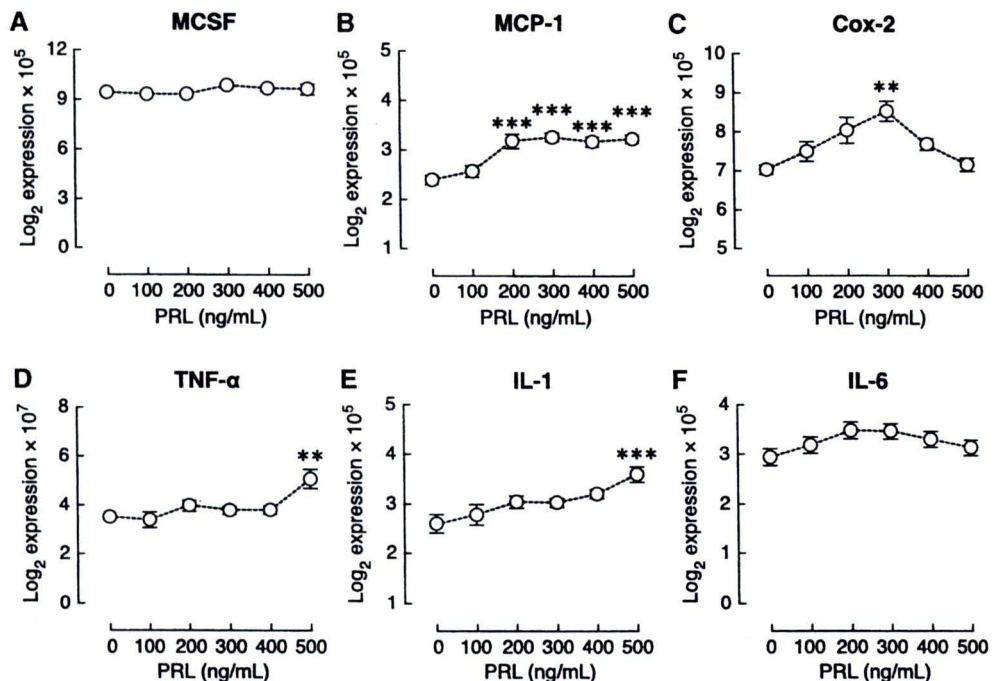 A MCSF
Log2 expression × 10^5
12
9
6
3
0
0 100 200 300 400 500
PRL (ng/mL)
B MCP-1
Log2 expression × 10^5
5
4
3
2
1
*** *** *** ***
0 100 200 300 400 500
PRL (ng/mL)
C Cox-2
Log2 expression × 10^5
10
9
8
7
6
5
**
0 100 200 300 400 500
PRL (ng/mL)
D TNF-α
Log2 expression × 10^7
8
6
4
2
0
**
0 100 200 300 400 500
PRL (ng/mL)
E IL-1
Log2 expression × 10^5
5
4
3
2
1
***
0 100 200 300 400 500
PRL (ng/mL)
F IL-6
Log2 expression × 10^5
4
3
2
1
0
0 100 200 300 400 500
PRL (ng/mL)